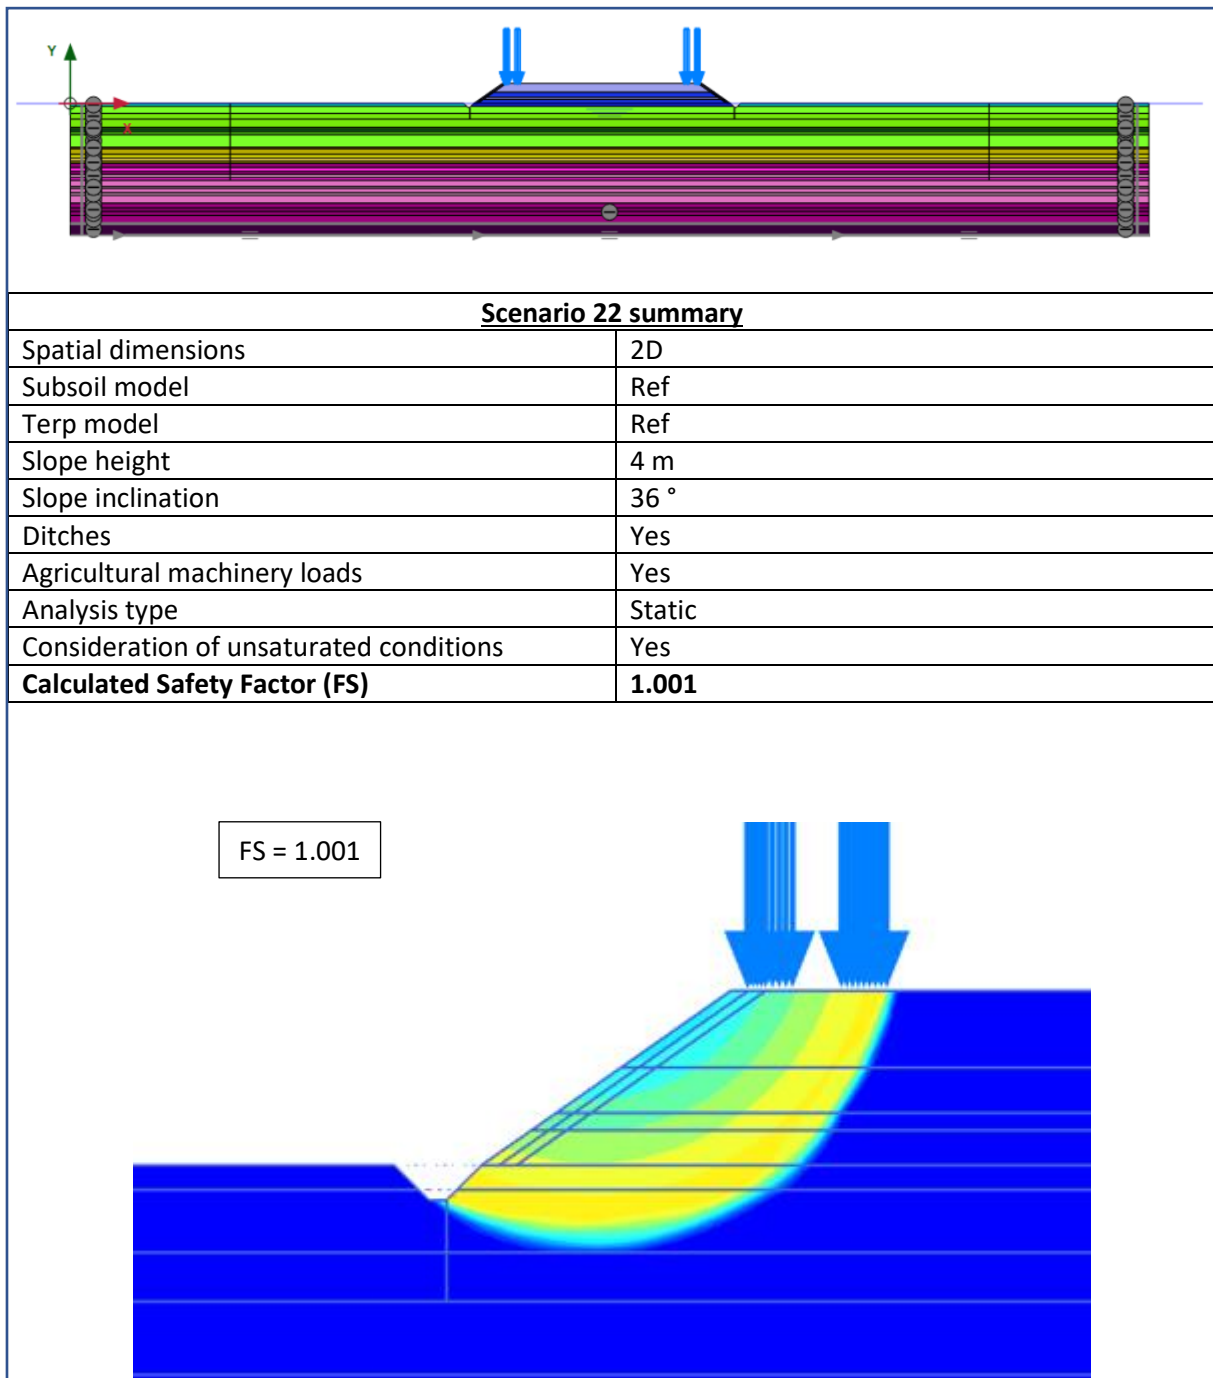 Y
X
Scenario 22 summary
Spatial dimensions 2D
Subsoil model Ref
Terp model Ref
Slope height 4 m
Slope inclination 36 °
Ditches Yes
Agricultural machinery loads Yes
Analysis type Static
Consideration of unsaturated conditions Yes
Calculated Safety Factor (FS) 1.001
FS = 1.001